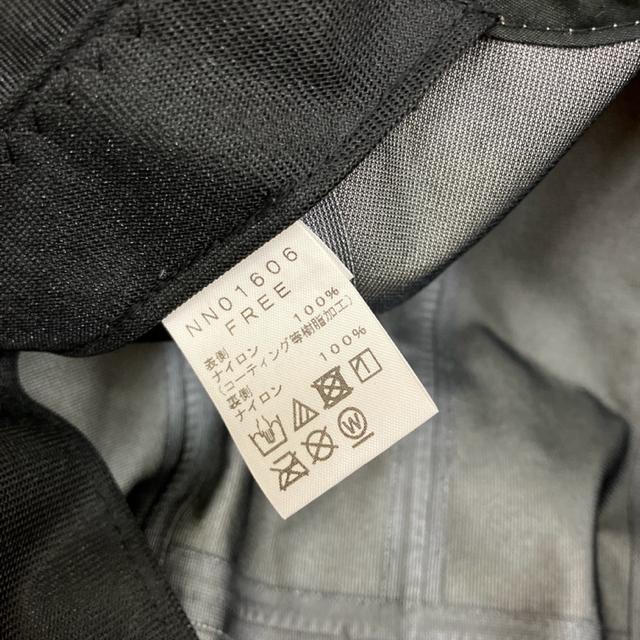 NN01606
FREE
表側
ナイロン 100%
(コーティング等樹脂加工)
裏側
ナイロン 100%
W